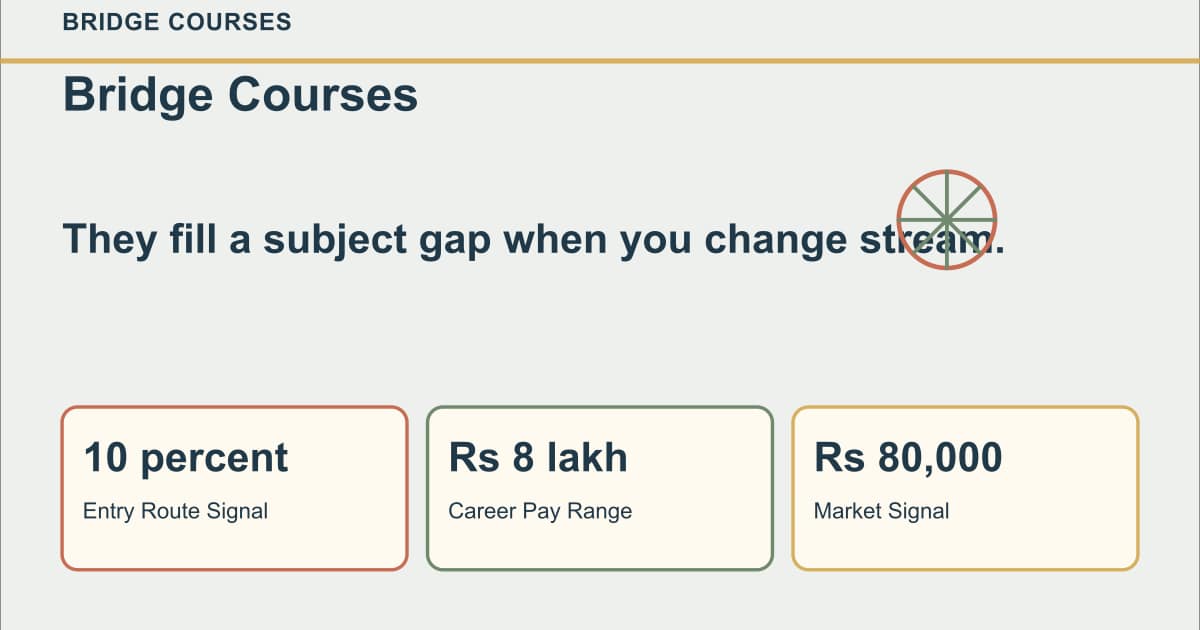 BRIDGE COURSES
Bridge Courses
They fill a subject gap when you change stream.
10 percent
Entry Route Signal
Rs 8 lakh
Career Pay Range
Rs 80,000
Market Signal